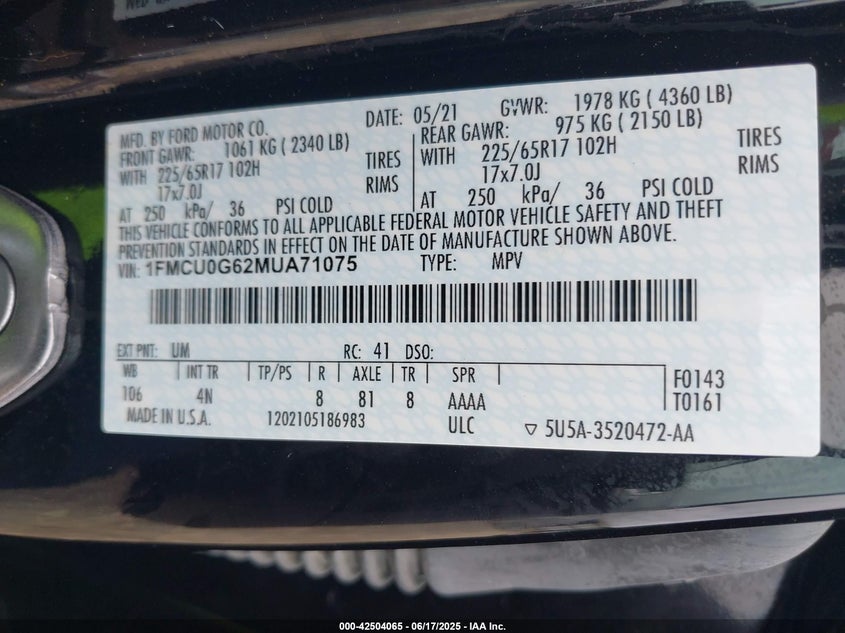 MFD. BY FORD MOTOR CO.
DATE: 05/21 GVWR: 1978 KG ( 4360 LB)
FRONT GAWR: 1061 KG ( 2340 LB)
REAR GAWR: 975 KG ( 2150 LB)
WITH 225/65R17 102H TIRES
WITH 225/65R17 102H TIRES
17x7.0J RIMS
17x7.0J RIMS
AT 250 kPa/ 36 PSI COLD
AT 250 kPa/ 36 PSI COLD
THIS VEHICLE CONFORMS TO ALL APPLICABLE FEDERAL MOTOR VEHICLE SAFETY AND THEFT
PREVENTION STANDARDS IN EFFECT ON THE DATE OF MANUFACTURE SHOWN ABOVE.
VIN: 1FMCU0G62MUA71075 TYPE: MPV
EXT PNT: UM RC: 41 DSO:
WB INT TR TP/PS R AXLE TR SPR
106 4N 8 81 8 AAAA
F0143
T0161
MADE IN U.S.A. 1202105186983 ULC ▽ 5U5A-3520472-AA
000-42504065 - 06/17/2025 - IAA Inc.